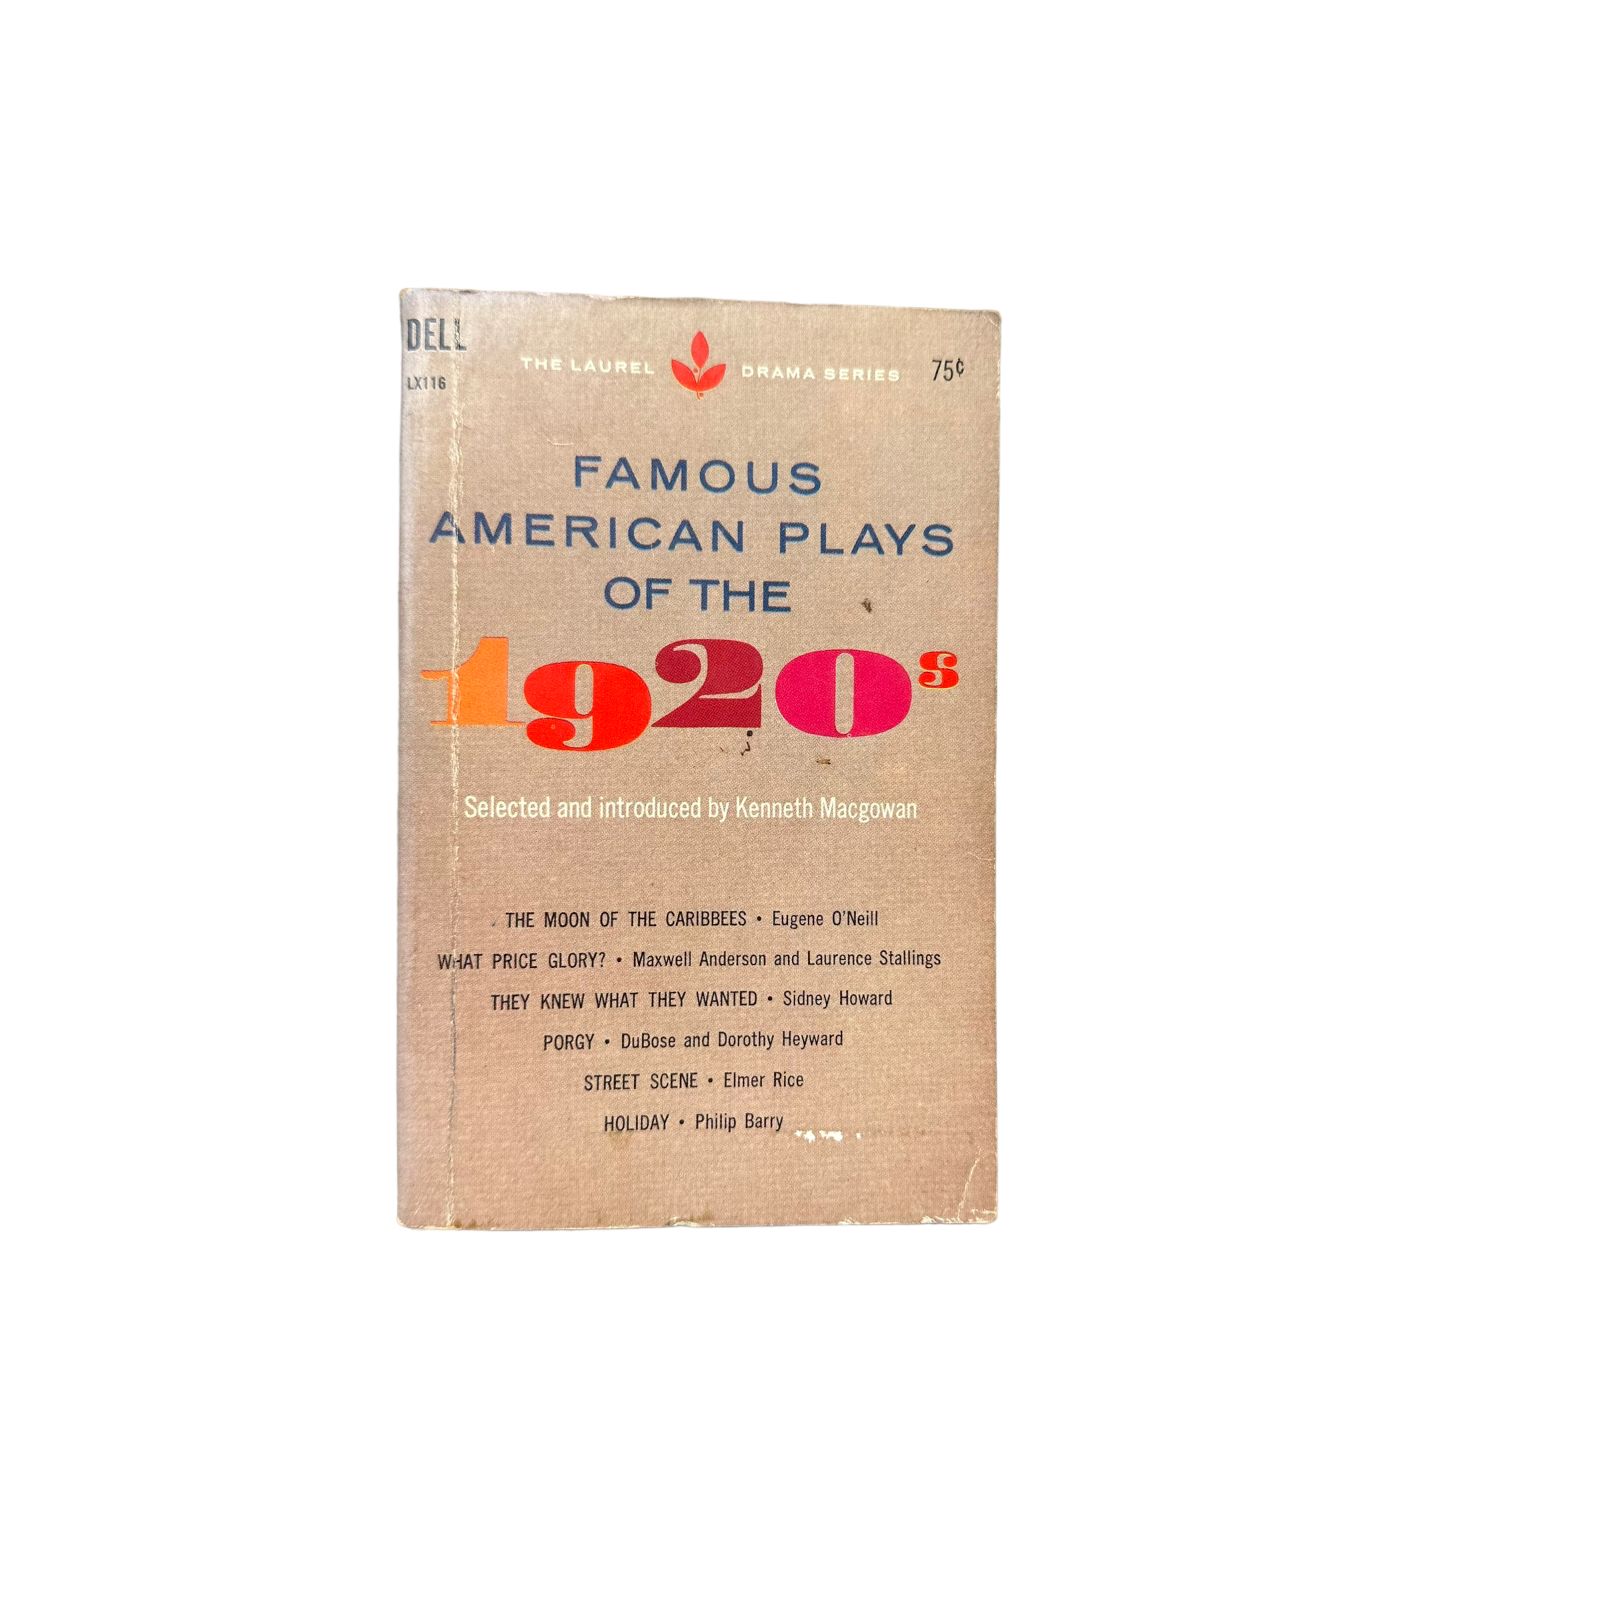 DELL
LX116
THE LAUREL DRAMA SERIES 75¢
FAMOUS
AMERICAN PLAYS
OF THE
1920s
Selected and introduced by Kenneth Macgowan
THE MOON OF THE CARIBBEES • Eugene O'Neill
WHAT PRICE GLORY? • Maxwell Anderson and Laurence Stallings
THEY KNEW WHAT THEY WANTED • Sidney Howard
PORGY • DuBose and Dorothy Heyward
STREET SCENE • Elmer Rice
HOLIDAY • Philip Barry